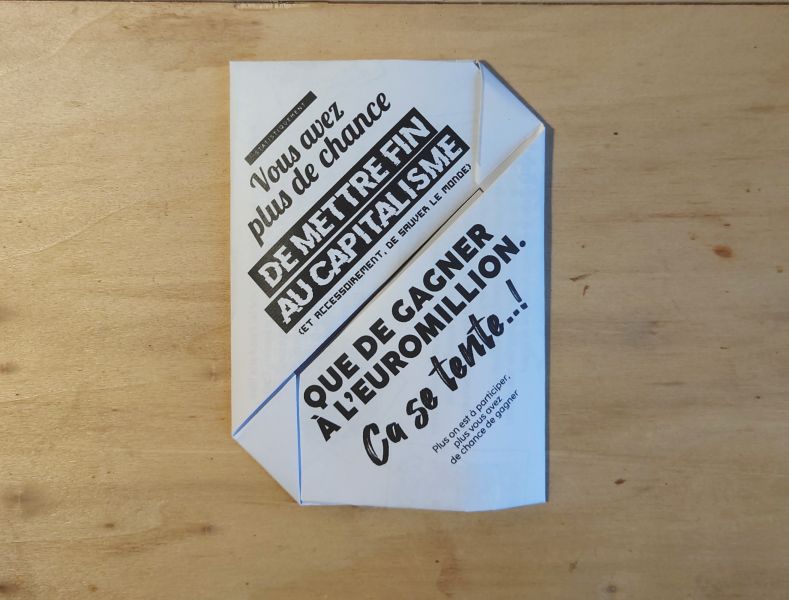 STATISTIQUEMENT
Vous avez
plus de chance
DE METTRE FIN
AU CAPITALISME
(ET ACCESSOIREMENT, DE SAUVER LE MONDE)
QUE DE GAGNER
À L'EUROMILLION.
Ca se tente..!
Plus on est à participer,
plus vous avez
de chance de gagner